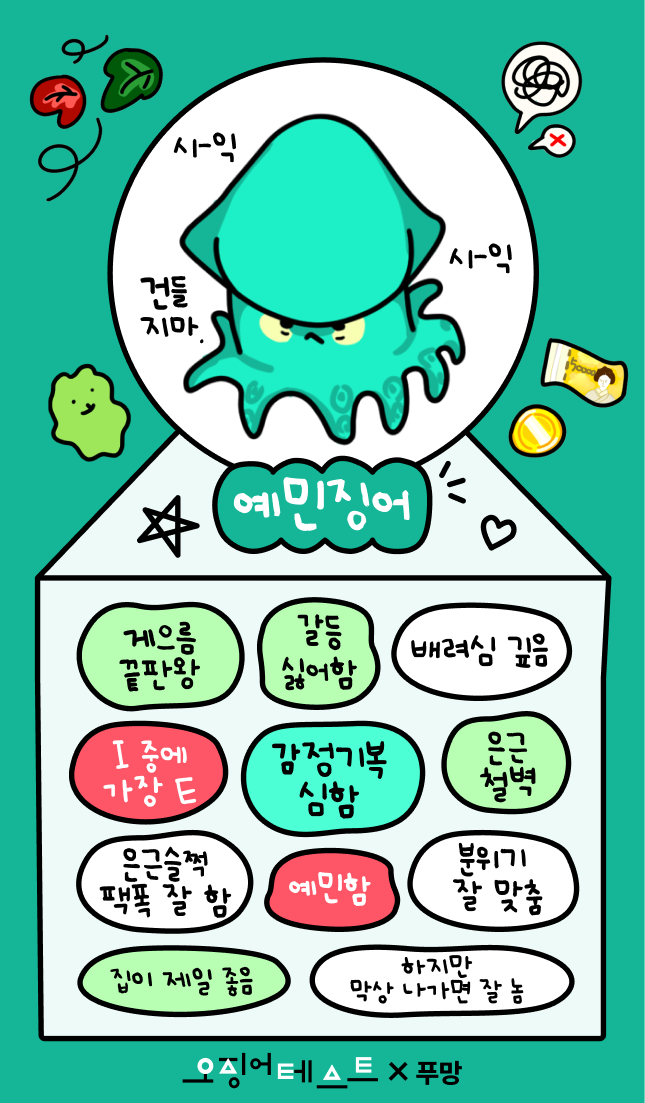 시-익
시-익
건들
지마.
50000
예민징어
게으름
끝판왕
갈등
싫어함
배려심 깊음
I 중에
가장 E
감정기복
심함
은근
철벽
은근슬쩍
팩폭 잘 함
예민함
분위기
잘 맞춤
집이 제일 좋음
하지만
막상 나가면 잘 놈
오징어테스트 × 푸망